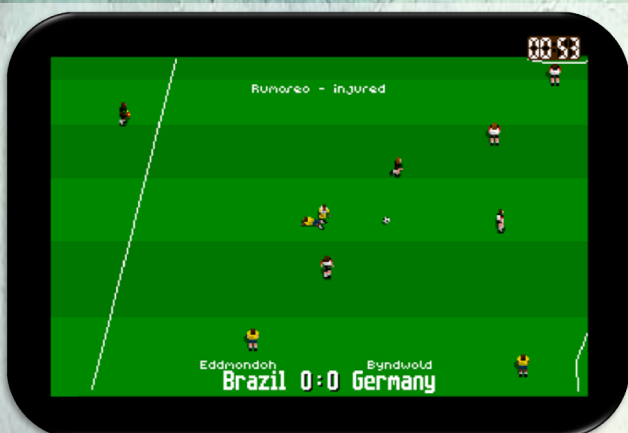 00:53
Rumoreo - injured
Eddmondoh Byndwold
Brazil 0:0 Germany